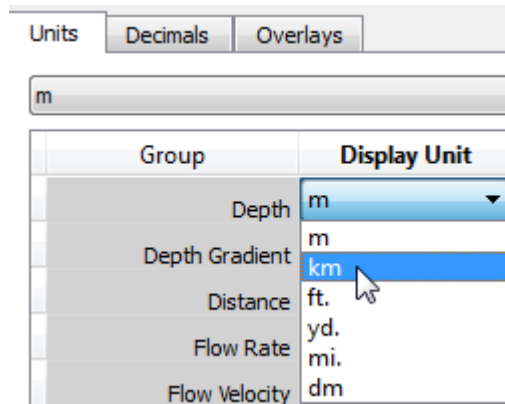 Units Decimals Overlays
m
Group Display Unit
Depth m
m
Depth Gradient km
Distance ft.
yd.
Flow Rate mi.
Flow Velocity dm